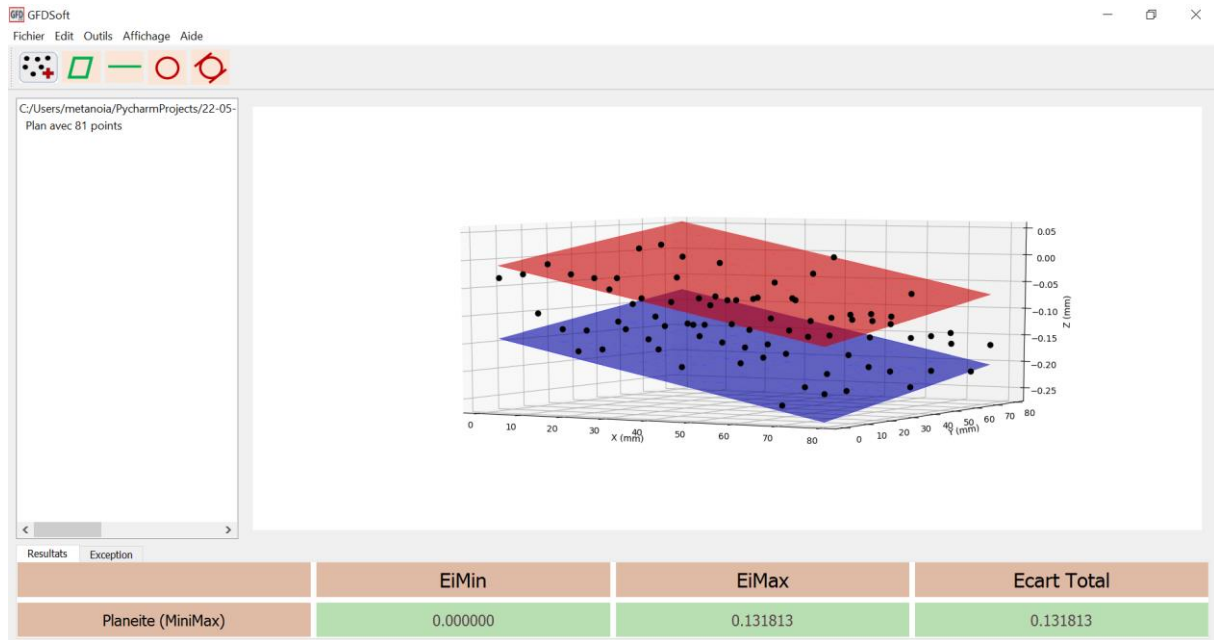 GFD GFDSoft
Fichier Edit Outils Affichage Aide
C:/Users/metanoia/PycharmProjects/22-05-
Plan avec 81 points
0.05
0.00
−0.05
−0.10
−0.15
−0.20
−0.25
Z (mm)
0 10 20 30 40 50 60 70 80
X (mm)
0 10 20 30 40 50 60 70 80
Y (mm)
Resultats Exception
EiMin EiMax Ecart Total
Planeite (MiniMax) 0.000000 0.131813 0.131813